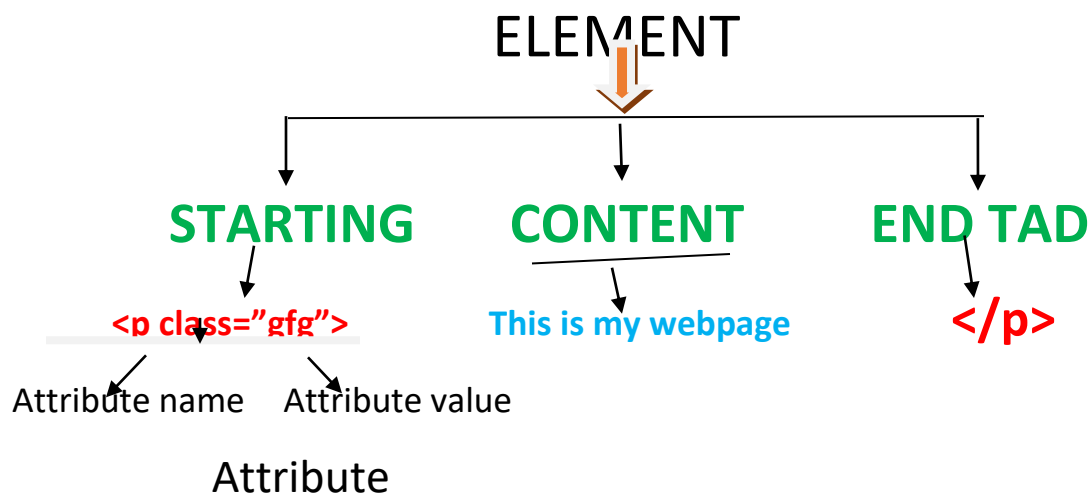 ELEMENT
STARTING CONTENT END TAD
<p class=”gfg”> This is my webpage </p>
Attribute name Attribute value
Attribute